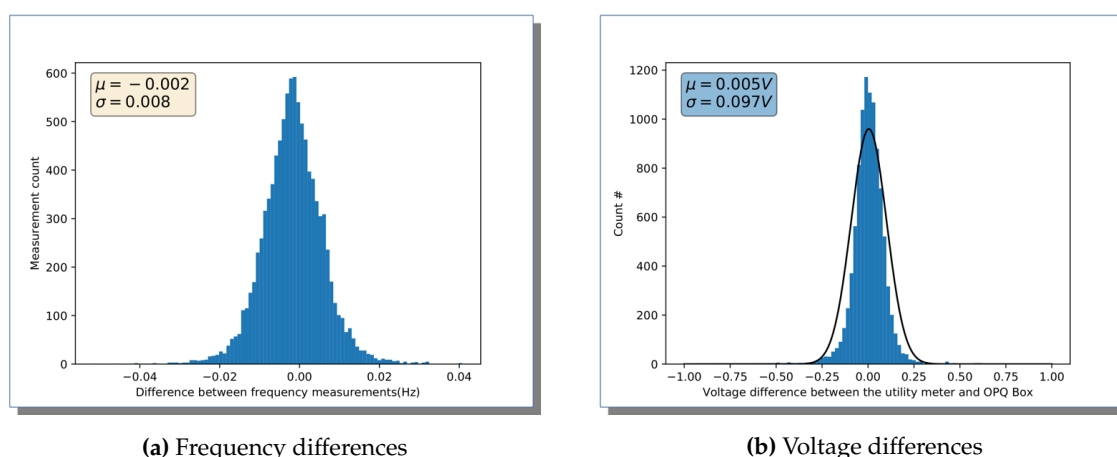 μ = − 0.002
σ = 0.008
600
500
400
300
200
100
0
Measurement count
−0.04
−0.02
0.00
0.02
0.04
Difference between frequency measurements(Hz)
(a) Frequency differences
μ = 0.005V
σ = 0.097V
1200
1000
800
600
400
200
0
Count #
−1.00
−0.75
−0.50
−0.25
0.00
0.25
0.50
0.75
1.00
Voltage difference between the utility meter and OPQ Box
(b) Voltage differences